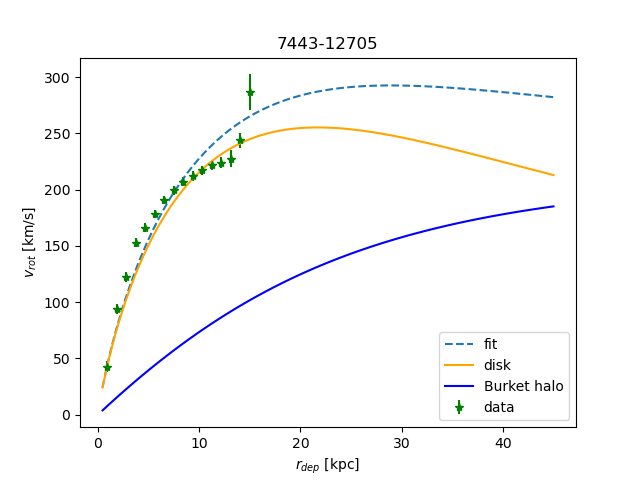 7443-12705
300
250
200
150
100
50
0
v_rot [km/s]
fit
disk
Burket halo
data
0 10 20 30 40
r_dep [kpc]